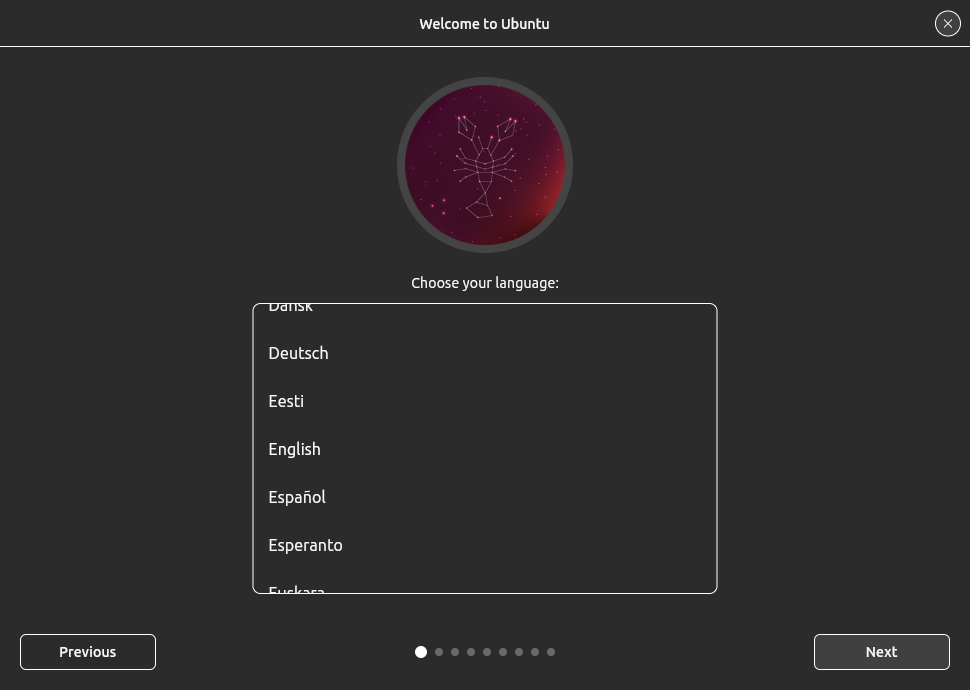 Welcome to Ubuntu
Choose your language:
Dansk
Deutsch
Eesti
English
Español
Esperanto
Euskara
Previous
Next